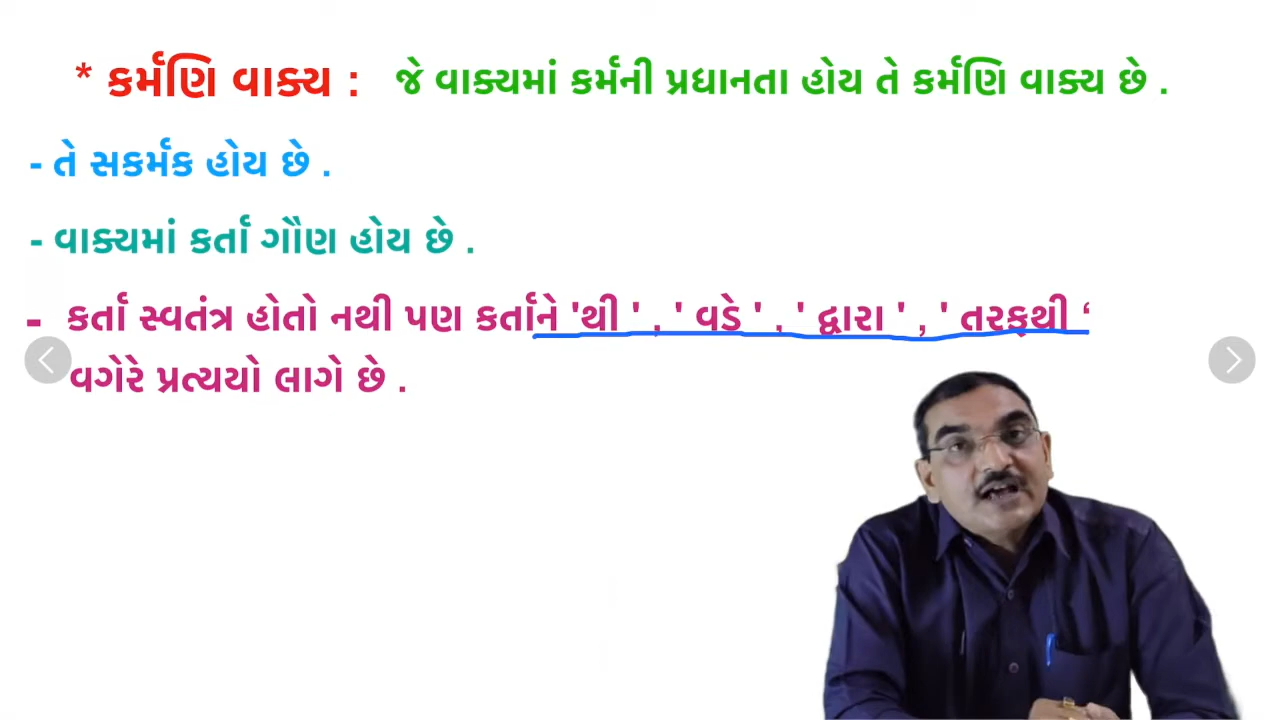 * કર્મણિ વાક્ય : જે વાક્યમાં કર્મની પ્રધાનતા હોય તે કર્મણિ વાક્ય છે .
- તે સકર્મક હોય છે .
- વાક્યમાં કર્તા ગૌણ હોય છે .
- કર્તા સ્વતંત્ર હોતો નથી પણ કર્તાને 'થી ' , ' વડે ' , ' દ્વારા ' , ' તરફથી ‘
વગેરે પ્રત્યયો લાગે છે .